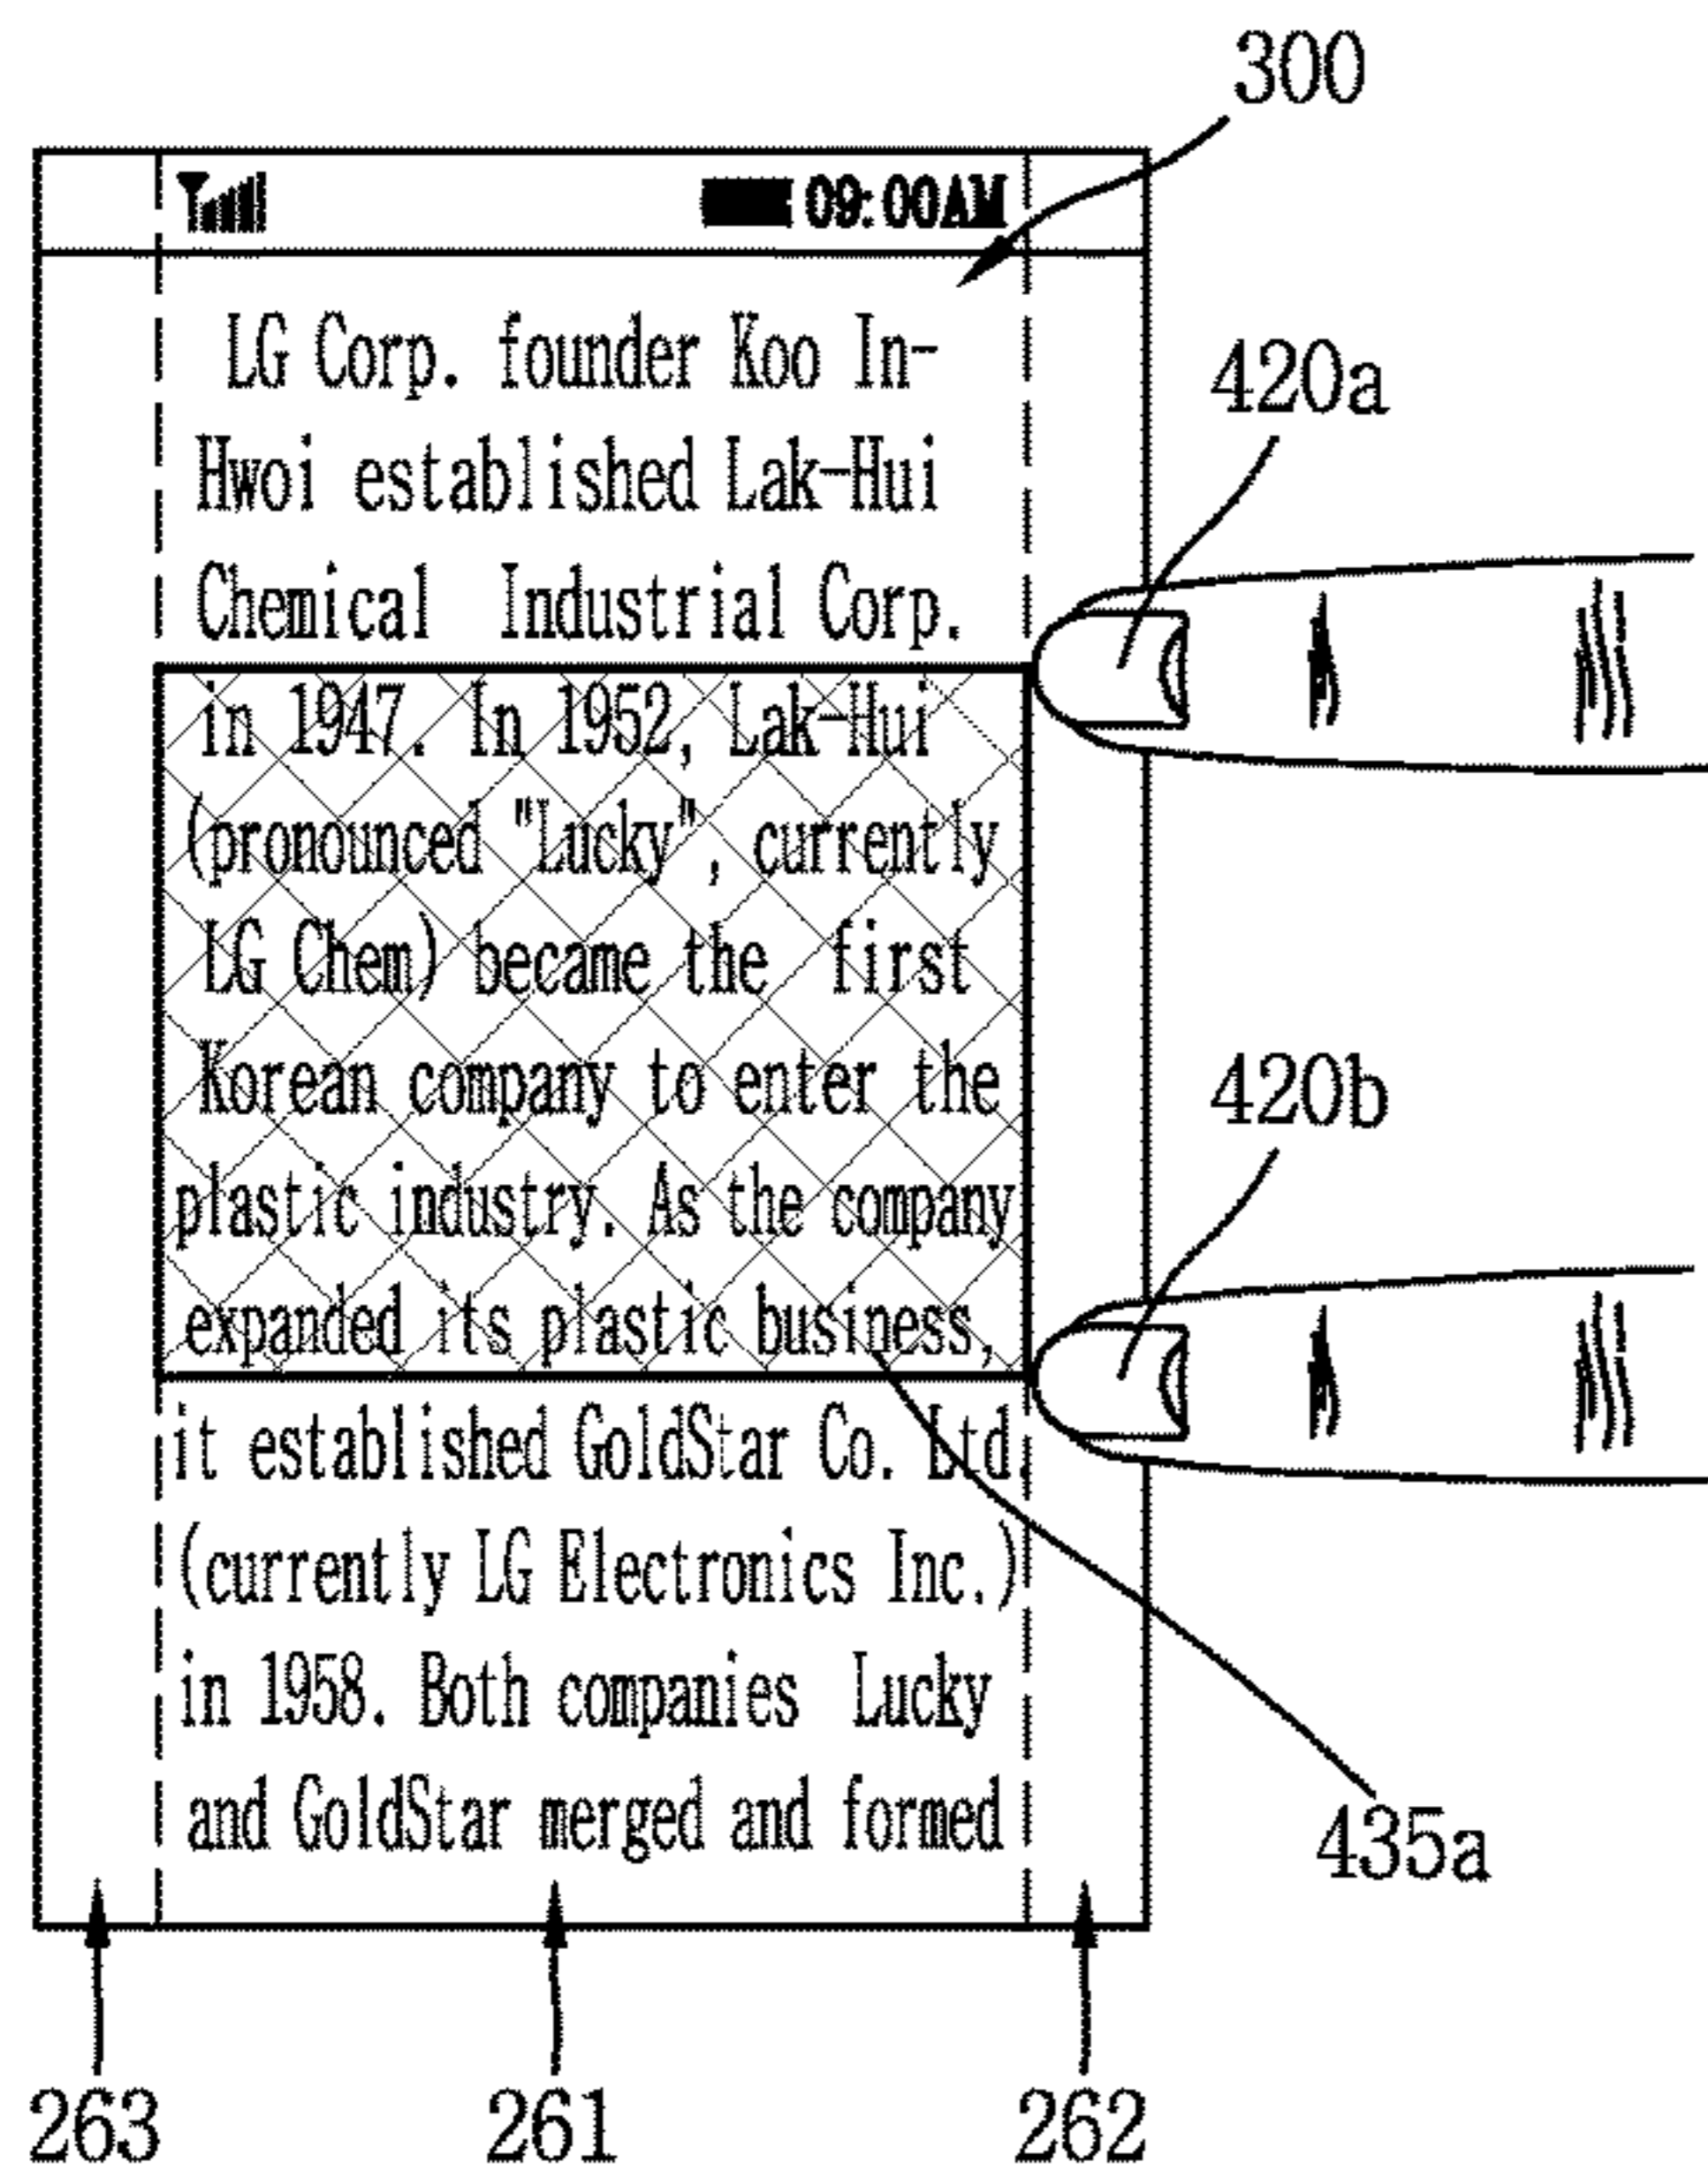 300
09:00AM
LG Corp. founder Koo In-
420a
Hwoi established Lak-Hui
Chemical Industrial Corp.
in 1947. In 1952, Lak-Hui
(pronounced "Lucky", currently
LG Chem) became the first
Korean company to enter the
420b
plastic industry. As the company
expanded its plastic business,
it established GoldStar Co. Ltd.
(currently LG Electronics Inc.)
in 1958. Both companies Lucky
and GoldStar merged and formed
435a
263 261 262